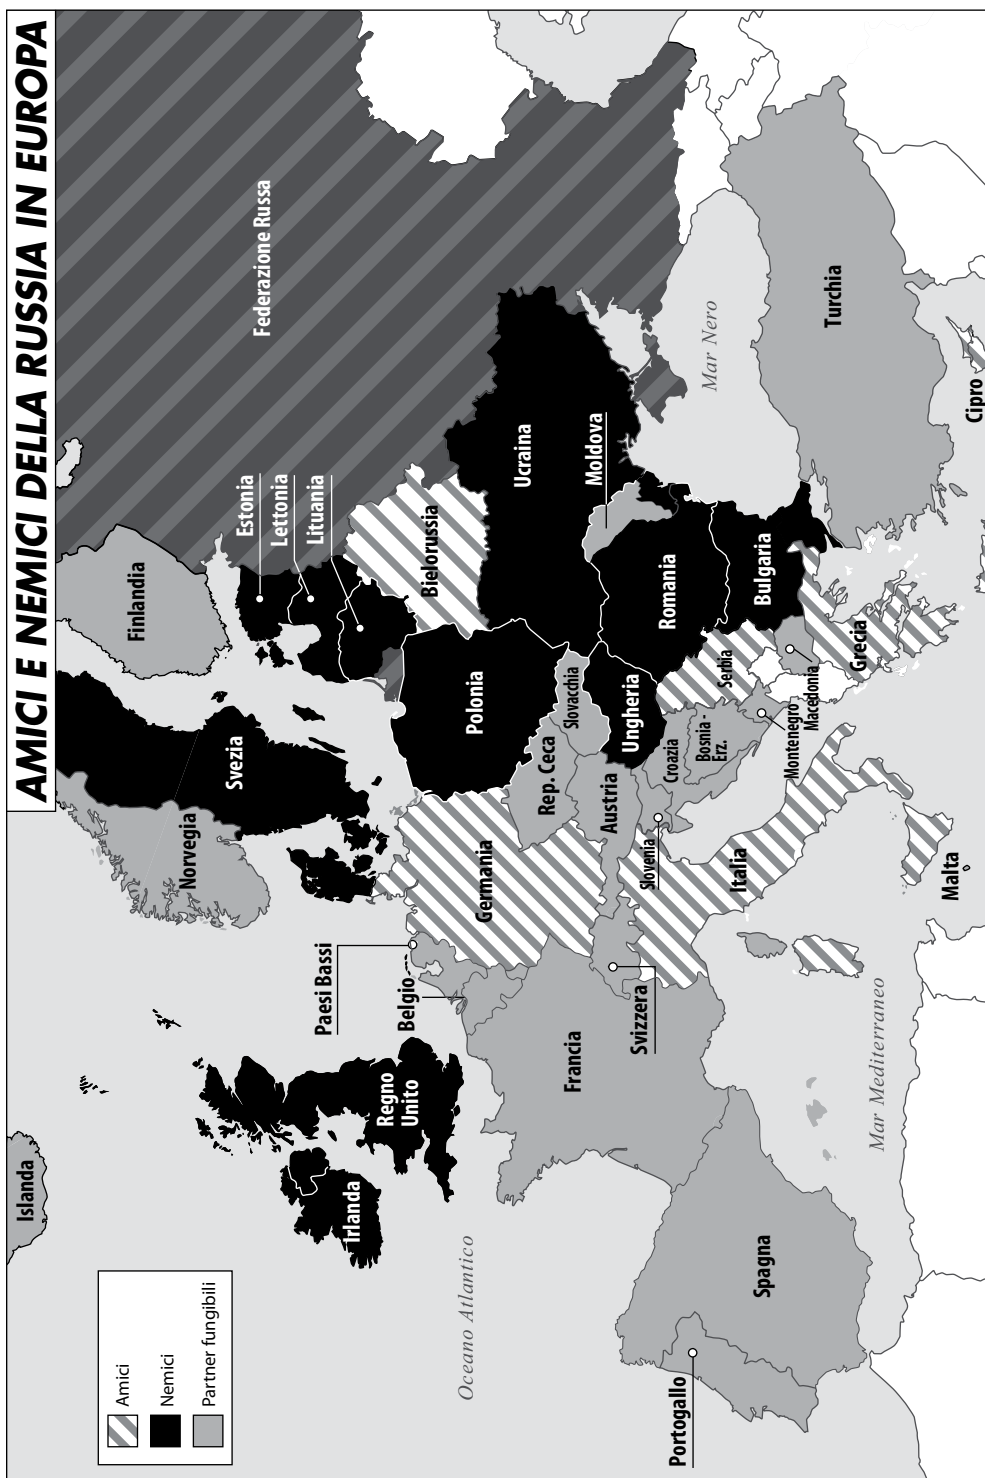 AMICI E NEMICI DELLA RUSSIA IN EUROPA
Amici
Nemici
Partner fungibili
Islanda
Norvegia
Svezia
Finlandia
Federazione Russa
Estonia
Lettonia
Lituania
Irlanda
Regno
Unito
Paesi Bassi
Belgio
Germania
Polonia
Bielorussia
Oceano Atlantico
Francia
Svizzera
Rep. Ceca
Slovacchia
Austria
Ungheria
Ucraina
Moldova
Slovenia
Croazia
Bosnia -
Erz.
Serbia
Romania
Mar Nero
Portogallo
Spagna
Italia
Montenegro
Macedonia
Bulgaria
Grecia
Turchia
Mar Mediterraneo
Malta
Cipro